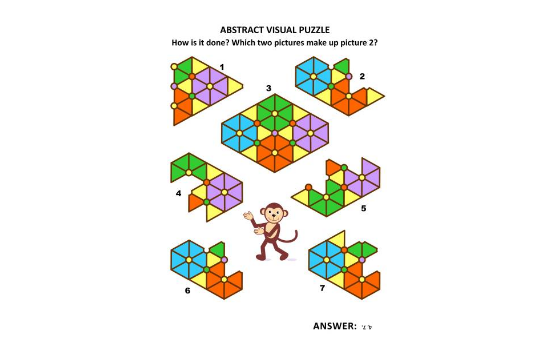 ABSTRACT VISUAL PUZZLE
How is it done? Which two pictures make up picture 2?
1
2
3
4
5
6
7
ANSWER: